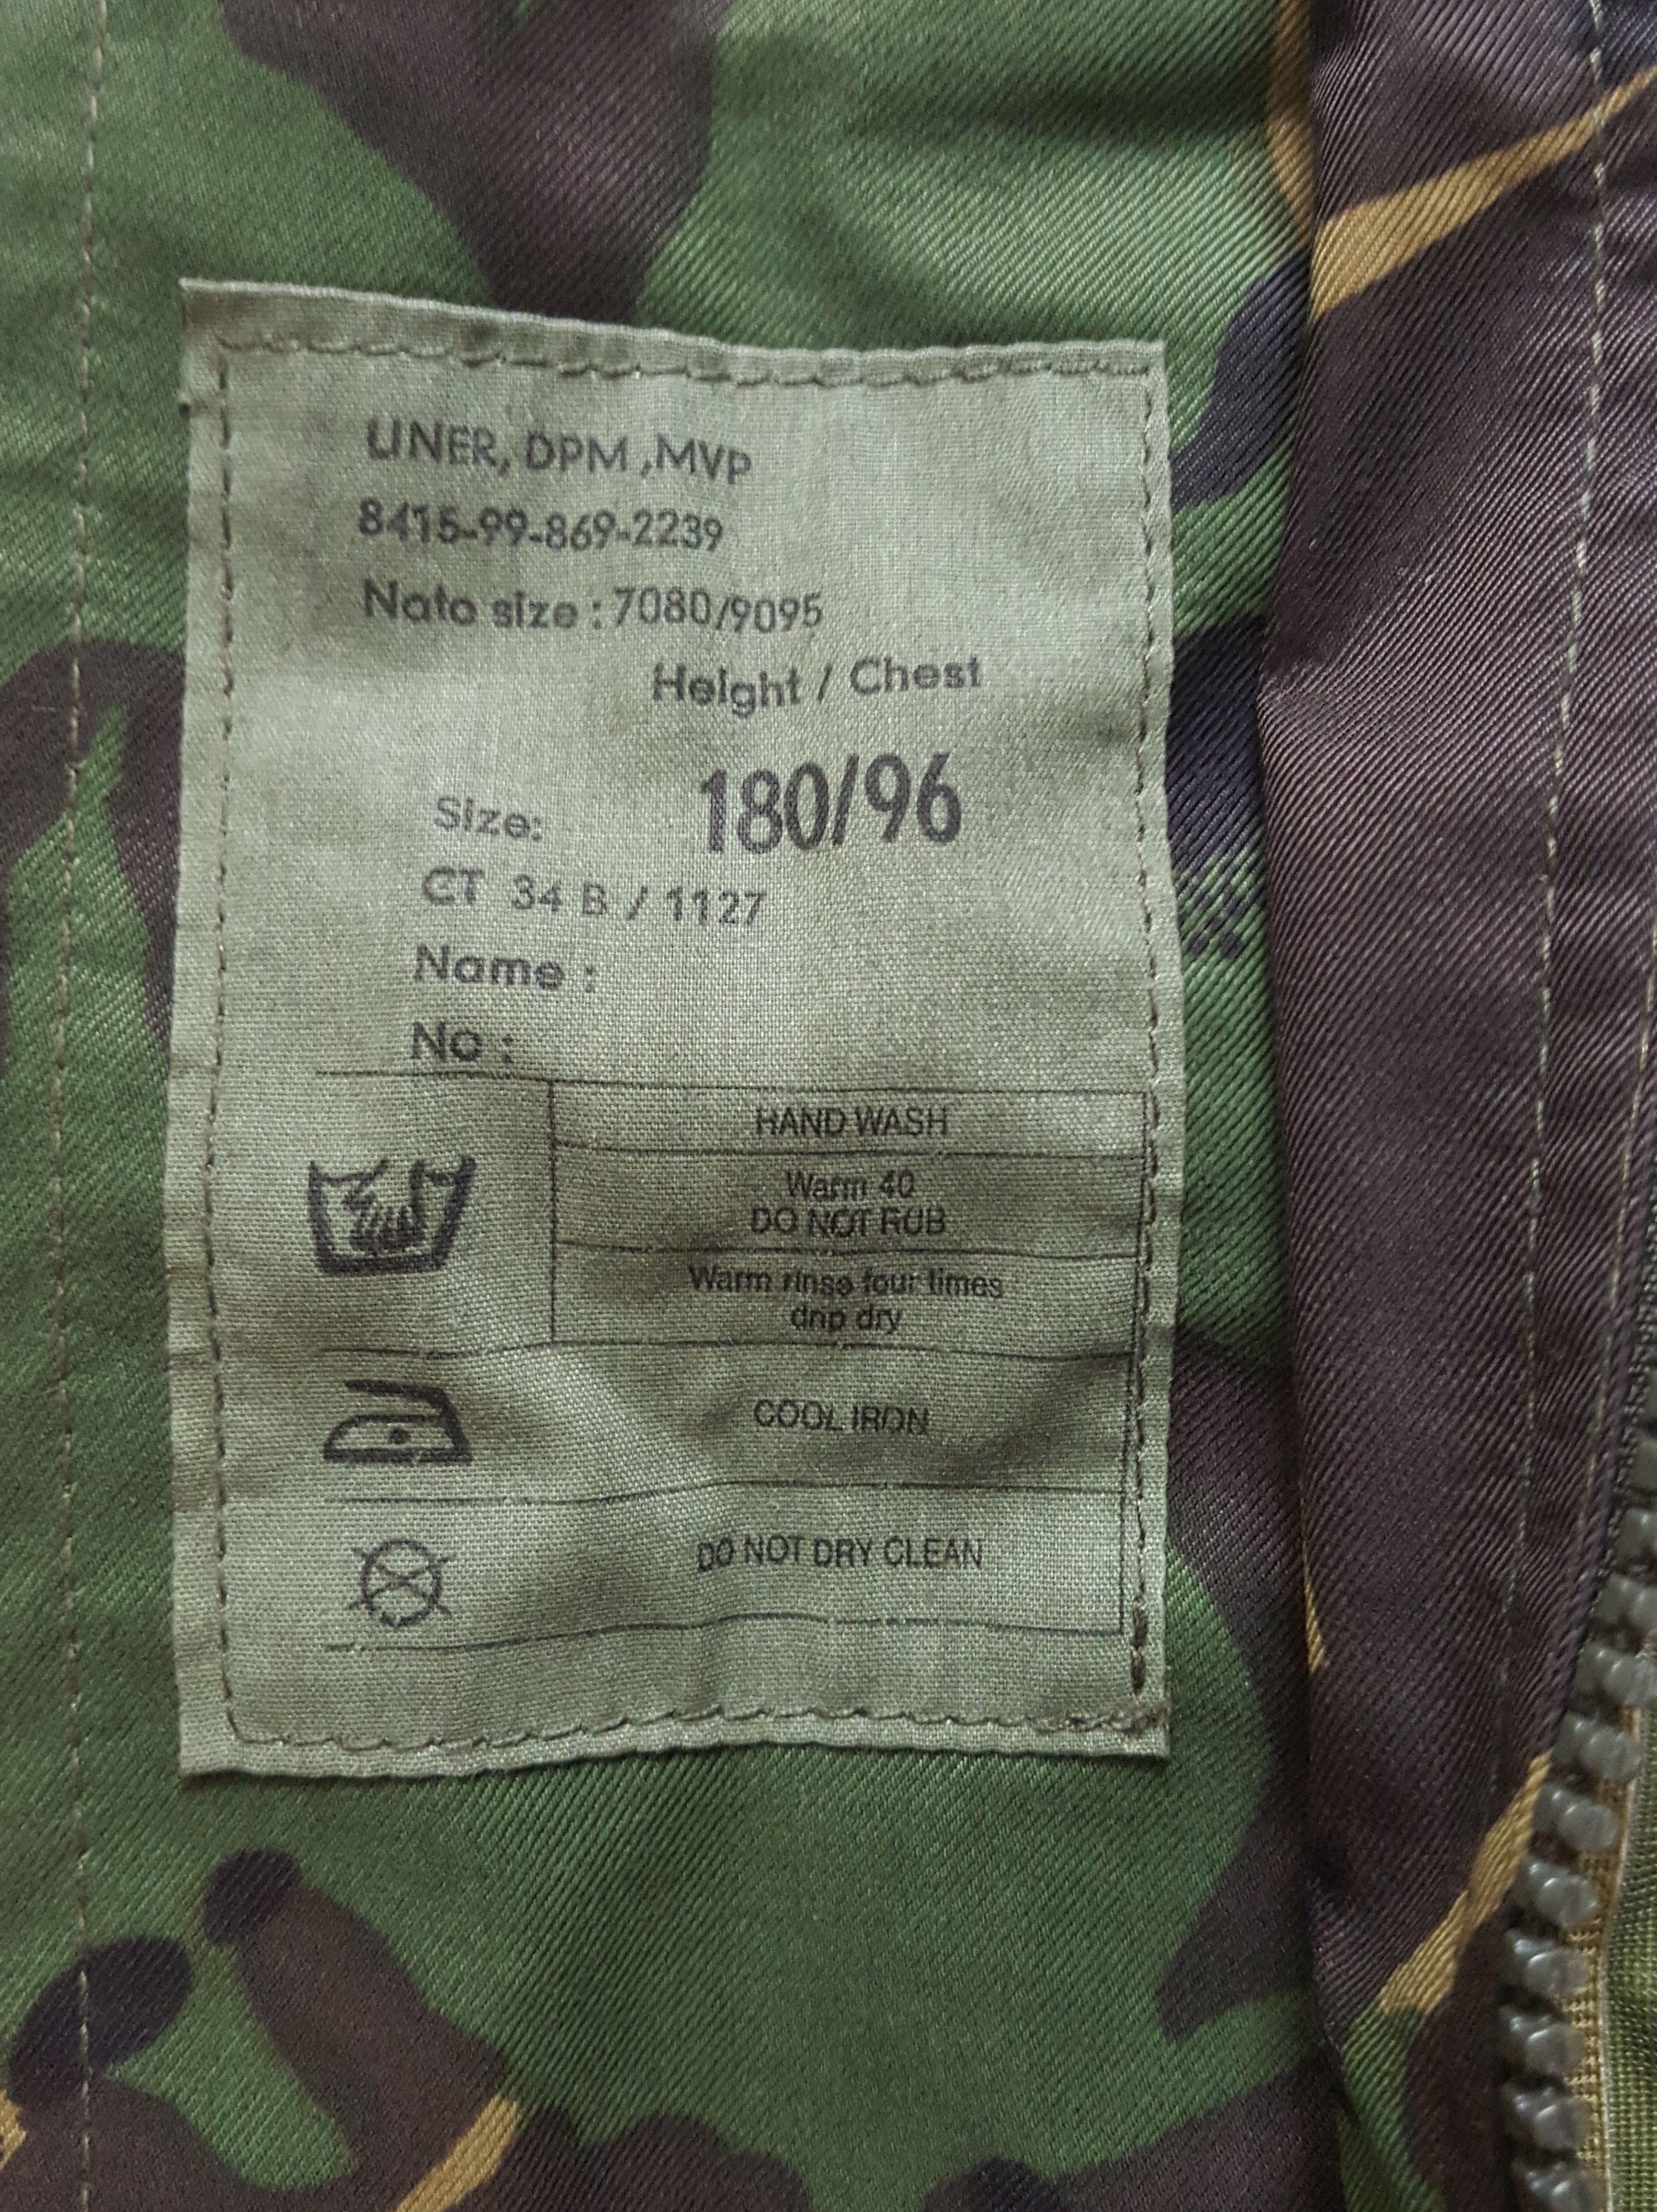 LINER, DPM ,MVP
8415-99-869-2239
Nato size : 7080/9095
Height / Chest
Size: 180/96
CT 34 B / 1127
Name :
No :
HAND WASH
Warm 40
DO NOT RUB
Warm rinse four times
drip dry
COOL IRON
DO NOT DRY CLEAN